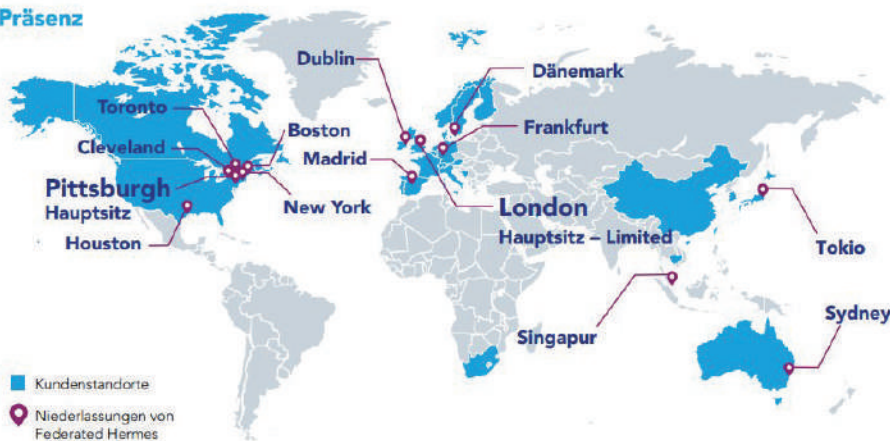 Präsenz
Dublin
Dänemark
Toronto
Boston
Frankfurt
Cleveland
Madrid
Pittsburgh
Hauptsitz
New York
London
Hauptsitz – Limited
Houston
Tokio
Singapur
Sydney
Kundenstandorte
Niederlassungen von
Federated Hermes